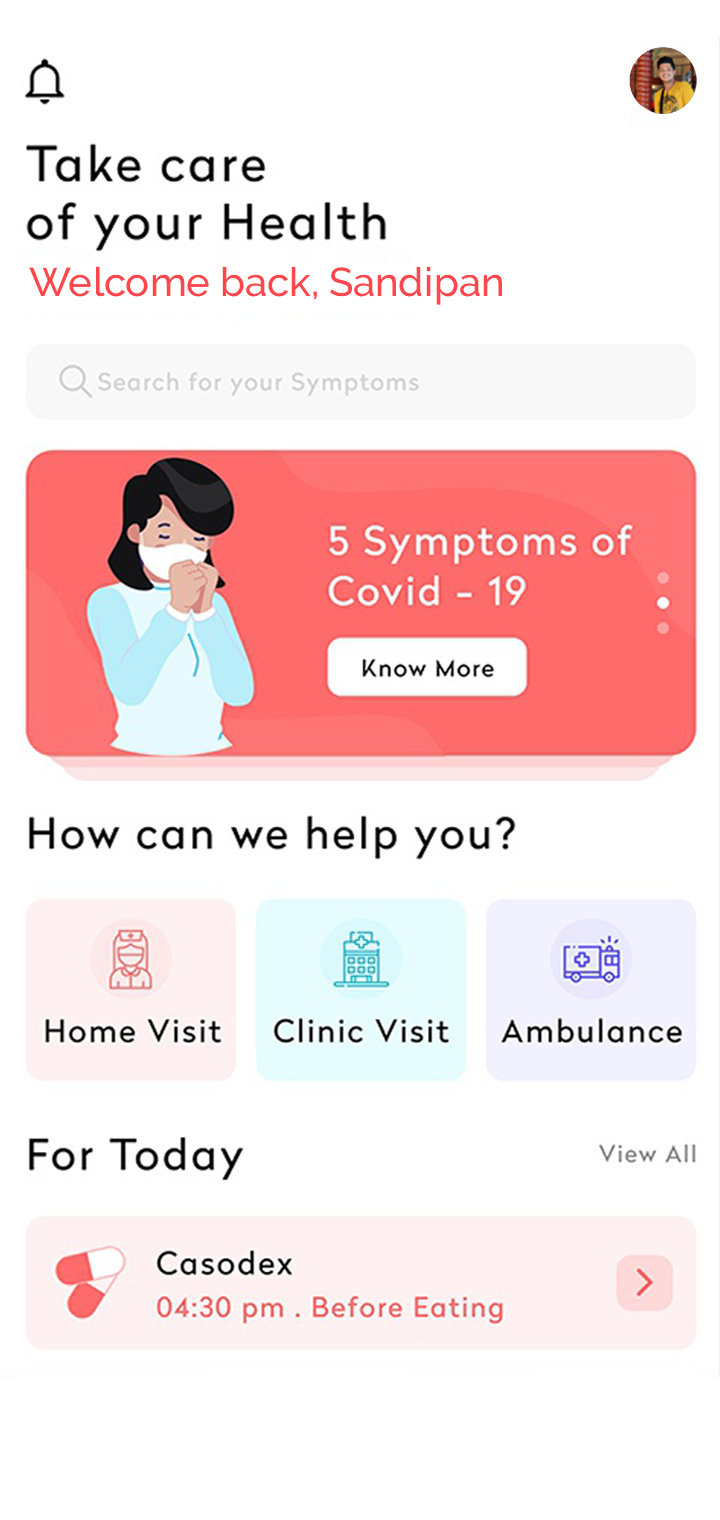 Take care
of your Health
Welcome back, Sandipan
Search for your Symptoms
5 Symptoms of
Covid - 19
Know More
How can we help you?
Home Visit
Clinic Visit
Ambulance
For Today
View All
Casodex
04:30 pm . Before Eating